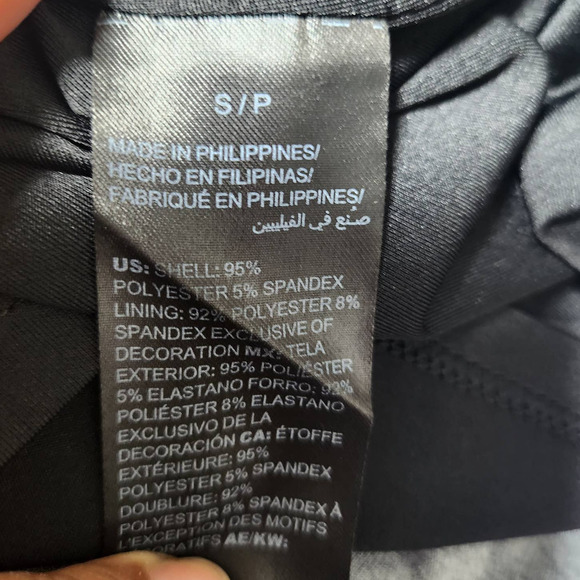 S/P
MADE IN PHILIPPINES/
HECHO EN FILIPINAS/
FABRIQUÉ EN PHILIPPINES/
صُنع في الفيليبين
US: SHELL: 95%
POLYESTER 5% SPANDEX
LINING: 92% POLYESTER 8%
SPANDEX EXCLUSIVE OF
DECORATION MX: TELA
EXTERIOR: 95% POLIÉSTER
5% ELASTANO FORRO: 92%
POLIÉSTER 8% ELASTANO
EXCLUSIVO DE LA
DECORACIÓN CA: ÉTOFFE
EXTÉRIEURE: 95%
POLYESTER 5% SPANDEX
DOUBLURE: 92%
POLYESTER 8% SPANDEX À
L'EXCEPTION DES MOTIFS
DÉCORATIFS AE/KW: